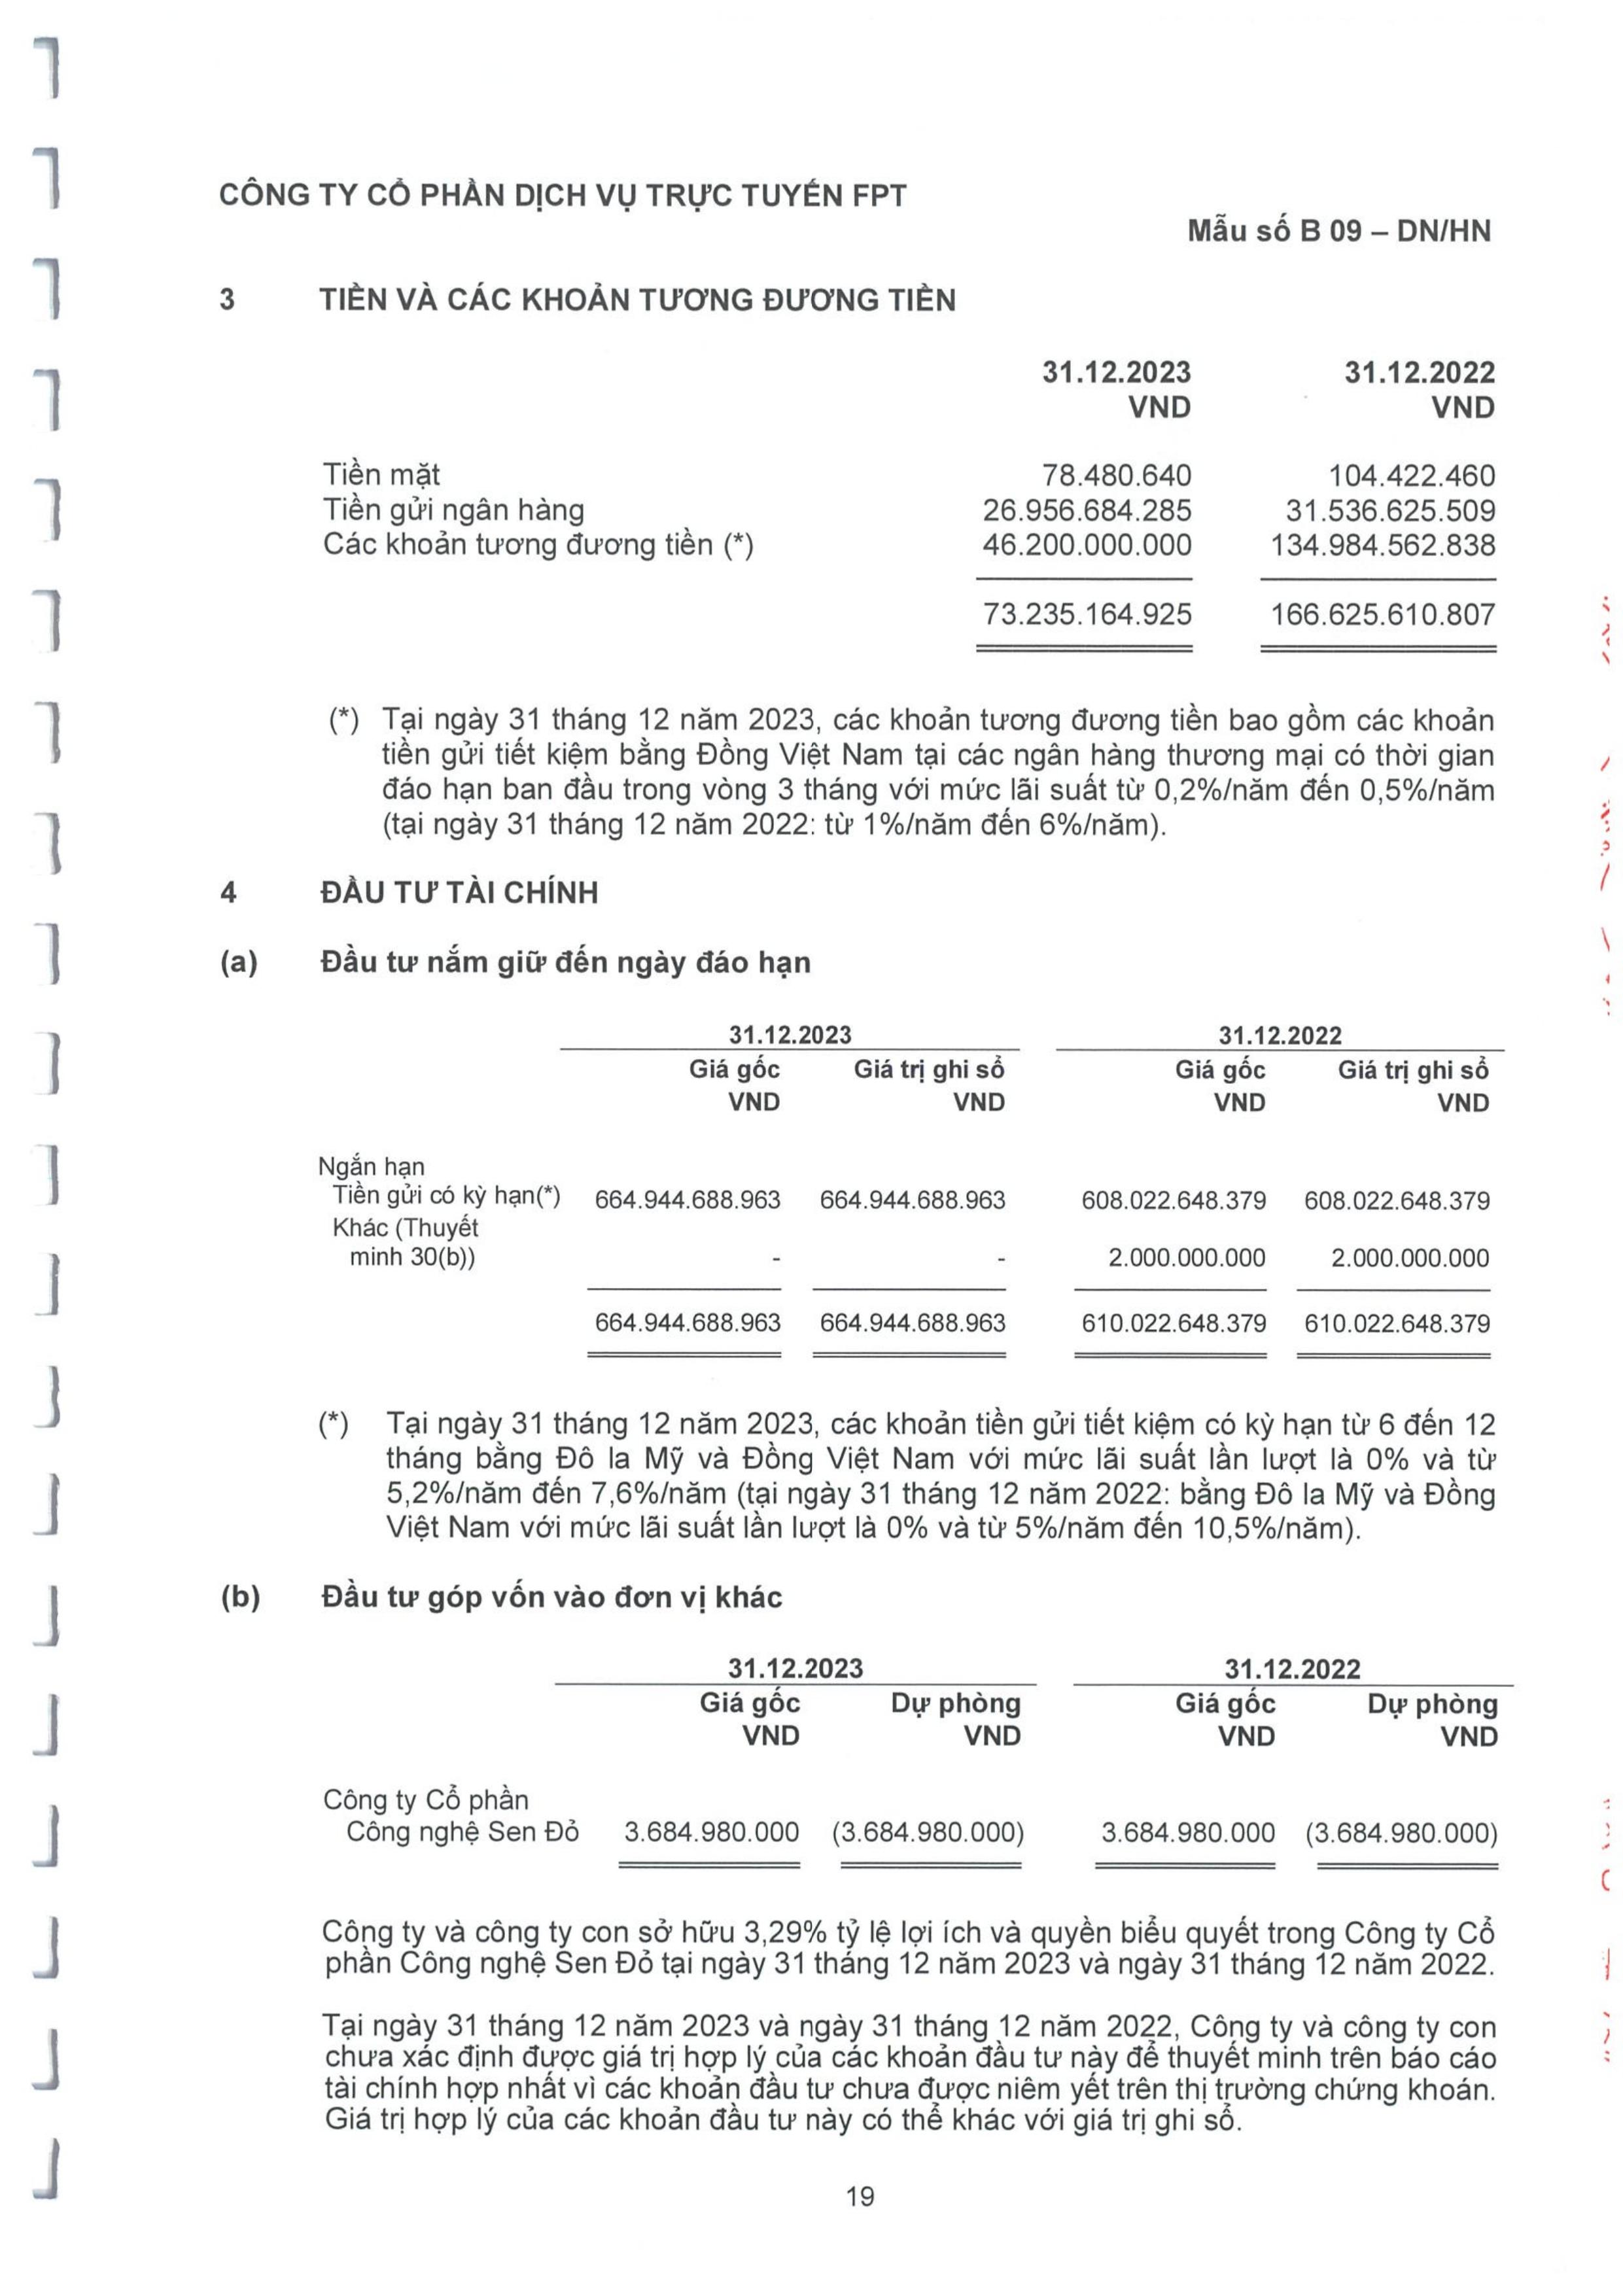 CÔNG TY CỔ PHẦN DỊCH VỤ TRỰC TUYẾN FPT
Mẫu số B 09 – DN/HN
3 TIỀN VÀ CÁC KHOẢN TƯƠNG ĐƯƠNG TIỀN
31.12.2023 31.12.2022
VND VND
Tiền mặt 78.480.640 104.422.460
Tiền gửi ngân hàng 26.956.684.285 31.536.625.509
Các khoản tương đương tiền (*) 46.200.000.000 134.984.562.838
73.235.164.925 166.625.610.807
(*) Tại ngày 31 tháng 12 năm 2023, các khoản tương đương tiền bao gồm các khoản
tiền gửi tiết kiệm bằng Đồng Việt Nam tại các ngân hàng thương mại có thời gian
đáo hạn ban đầu trong vòng 3 tháng với mức lãi suất từ 0,2%/năm đến 0,5%/năm
(tại ngày 31 tháng 12 năm 2022: từ 1%/năm đến 6%/năm).
4 ĐẦU TƯ TÀI CHÍNH
(a) Đầu tư nắm giữ đến ngày đáo hạn
31.12.2023 31.12.2022
Giá gốc Giá trị ghi sổ Giá gốc Giá trị ghi sổ
VND VND VND VND
Ngắn hạn
Tiền gửi có kỳ hạn(*) 664.944.688.963 664.944.688.963 608.022.648.379 608.022.648.379
Khác (Thuyết
minh 30(b)) - - 2.000.000.000 2.000.000.000
664.944.688.963 664.944.688.963 610.022.648.379 610.022.648.379
(*) Tại ngày 31 tháng 12 năm 2023, các khoản tiền gửi tiết kiệm có kỳ hạn từ 6 đến 12
tháng bằng Đô la Mỹ và Đồng Việt Nam với mức lãi suất lần lượt là 0% và từ
5,2%/năm đến 7,6%/năm (tại ngày 31 tháng 12 năm 2022: bằng Đô la Mỹ và Đồng
Việt Nam với mức lãi suất lần lượt là 0% và từ 5%/năm đến 10,5%/năm).
(b) Đầu tư góp vốn vào đơn vị khác
31.12.2023 31.12.2022
Giá gốc Dự phòng Giá gốc Dự phòng
VND VND VND VND
Công ty Cổ phần
Công nghệ Sen Đỏ 3.684.980.000 (3.684.980.000) 3.684.980.000 (3.684.980.000)
Công ty và công ty con sở hữu 3,29% tỷ lệ lợi ích và quyền biểu quyết trong Công ty Cổ
phần Công nghệ Sen Đỏ tại ngày 31 tháng 12 năm 2023 và ngày 31 tháng 12 năm 2022.
Tại ngày 31 tháng 12 năm 2023 và ngày 31 tháng 12 năm 2022, Công ty và công ty con
chưa xác định được giá trị hợp lý của các khoản đầu tư này để thuyết minh trên báo cáo
tài chính hợp nhất vì các khoản đầu tư chưa được niêm yết trên thị trường chứng khoán.
Giá trị hợp lý của các khoản đầu tư này có thể khác với giá trị ghi sổ.
19